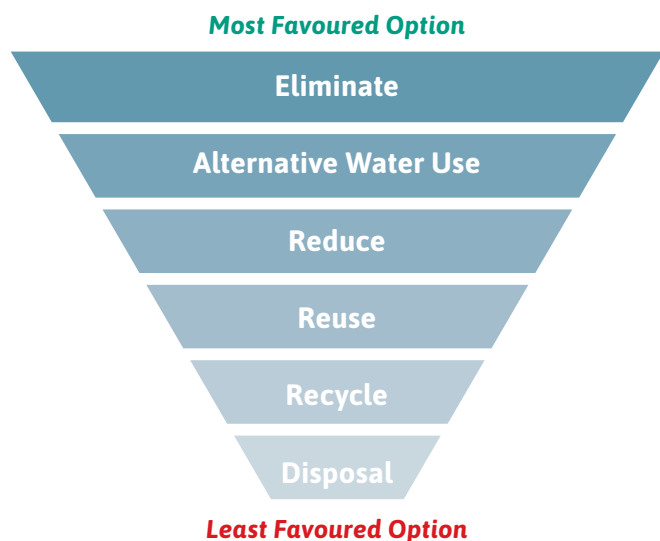 Most Favoured Option
Eliminate
Alternative Water Use
Reduce
Reuse
Recycle
Disposal
Least Favoured Option